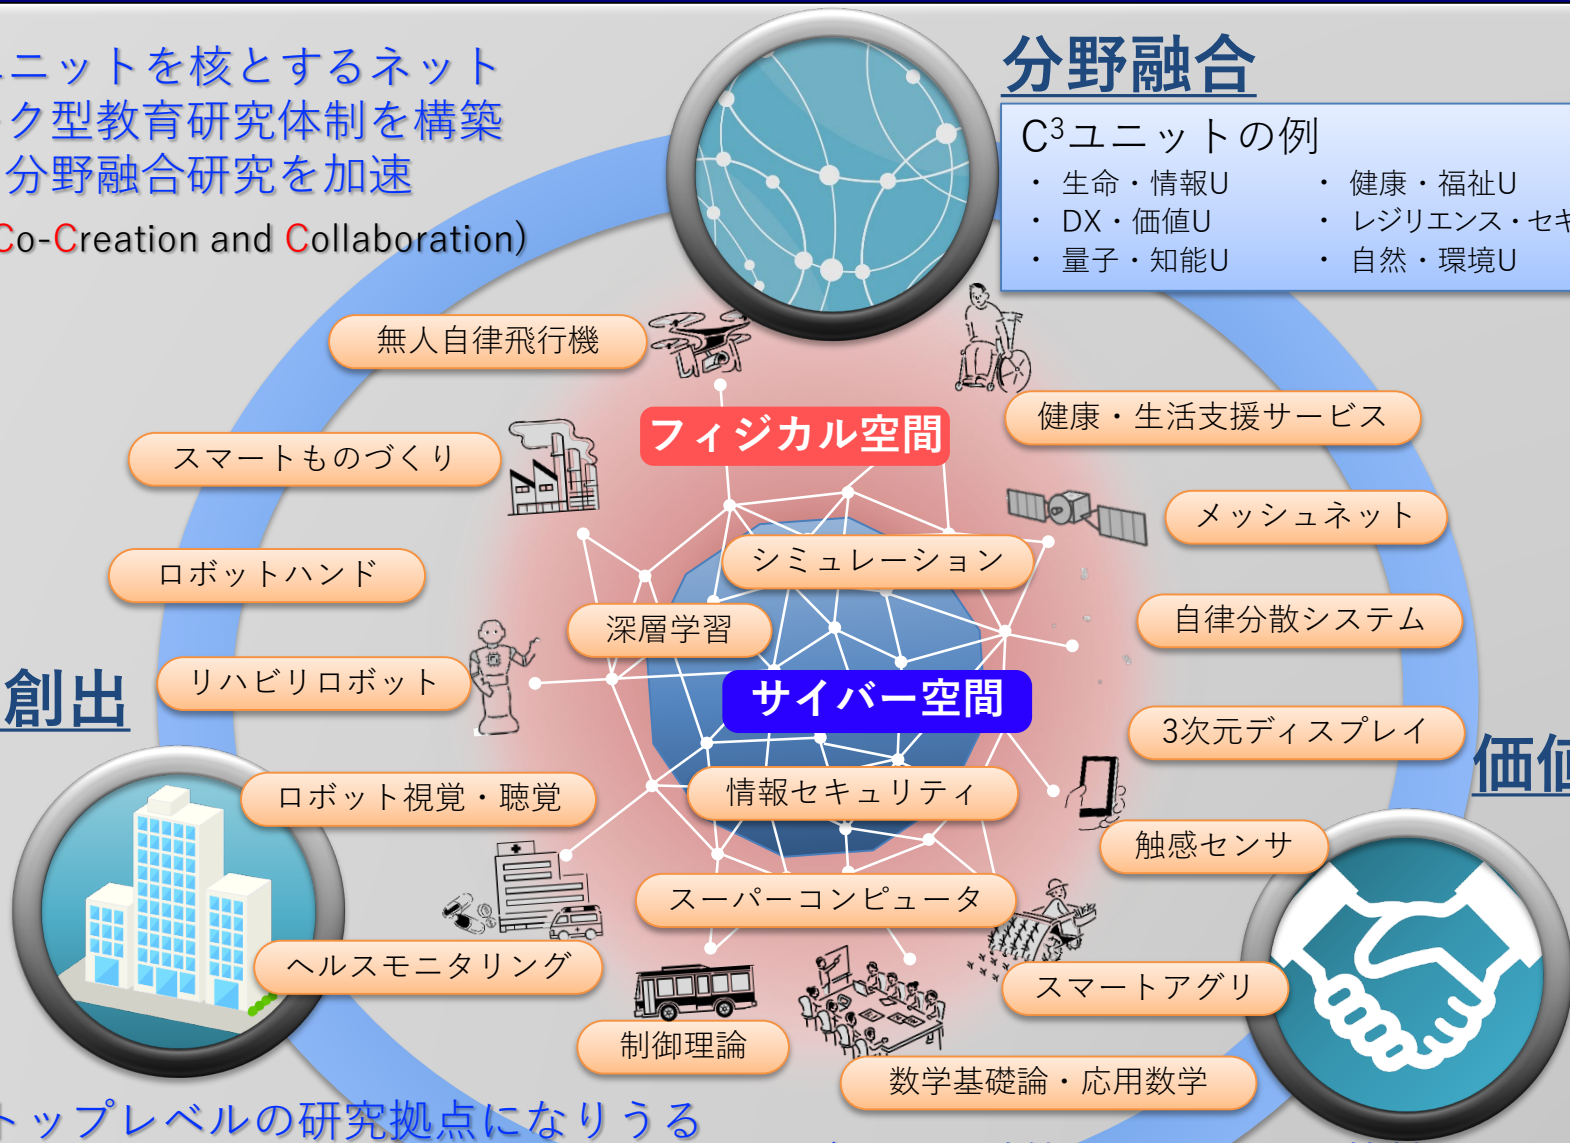 ニットを核とするネット
ク型教育研究体制を構築
分野融合研究を加速
Co-Creation and Collaboration)
分野融合
C³ユニットの例
・ 生命・情報U
・ 健康・福祉U
・ DX・価値U
・ レジリエンス・セキ
・ 量子・知能U
・ 自然・環境U
無人自律飛行機
フィジカル空間
健康・生活支援サービス
スマートものづくり
メッシュネット
シミュレーション
ロボットハンド
深層学習
自律分散システム
リハビリロボット
サイバー空間
創出
3次元ディスプレイ
価値
ロボット視覚・聴覚
情報セキュリティ
触感センサ
スーパーコンピュータ
ヘルスモニタリング
スマートアグリ
制御理論
数学基礎論・応用数学
トップレベルの研究拠点になりうる